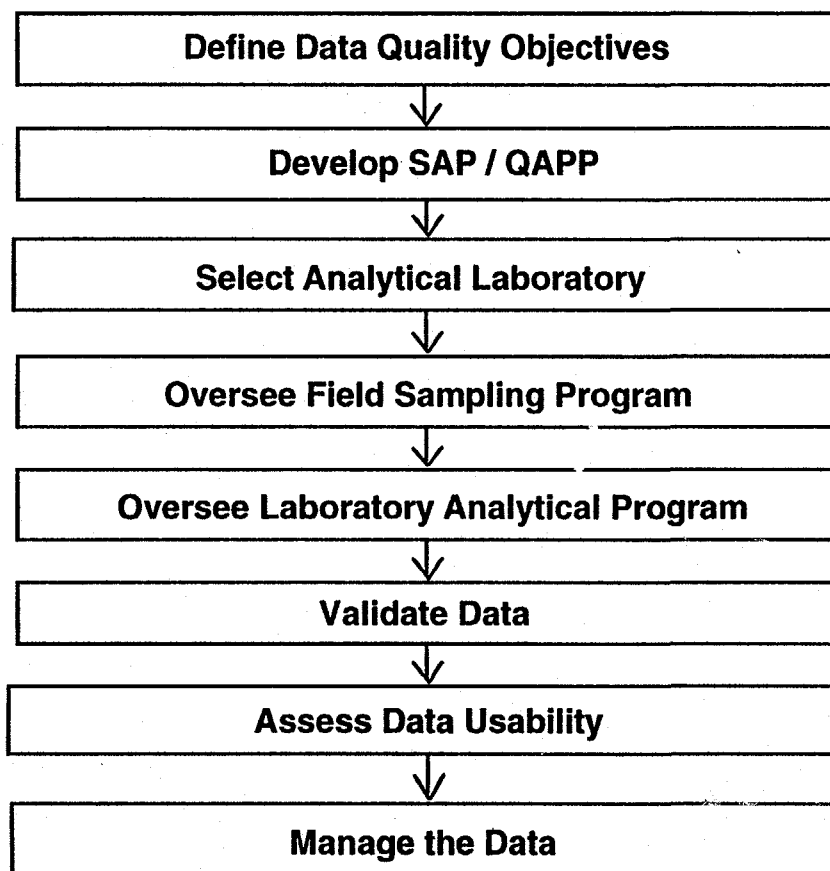 Define Data Quality Objectives
Develop SAP / QAPP
Select Analytical Laboratory
Oversee Field Sampling Program
Oversee Laboratory Analytical Program
Validate Data
Assess Data Usability
Manage the Data